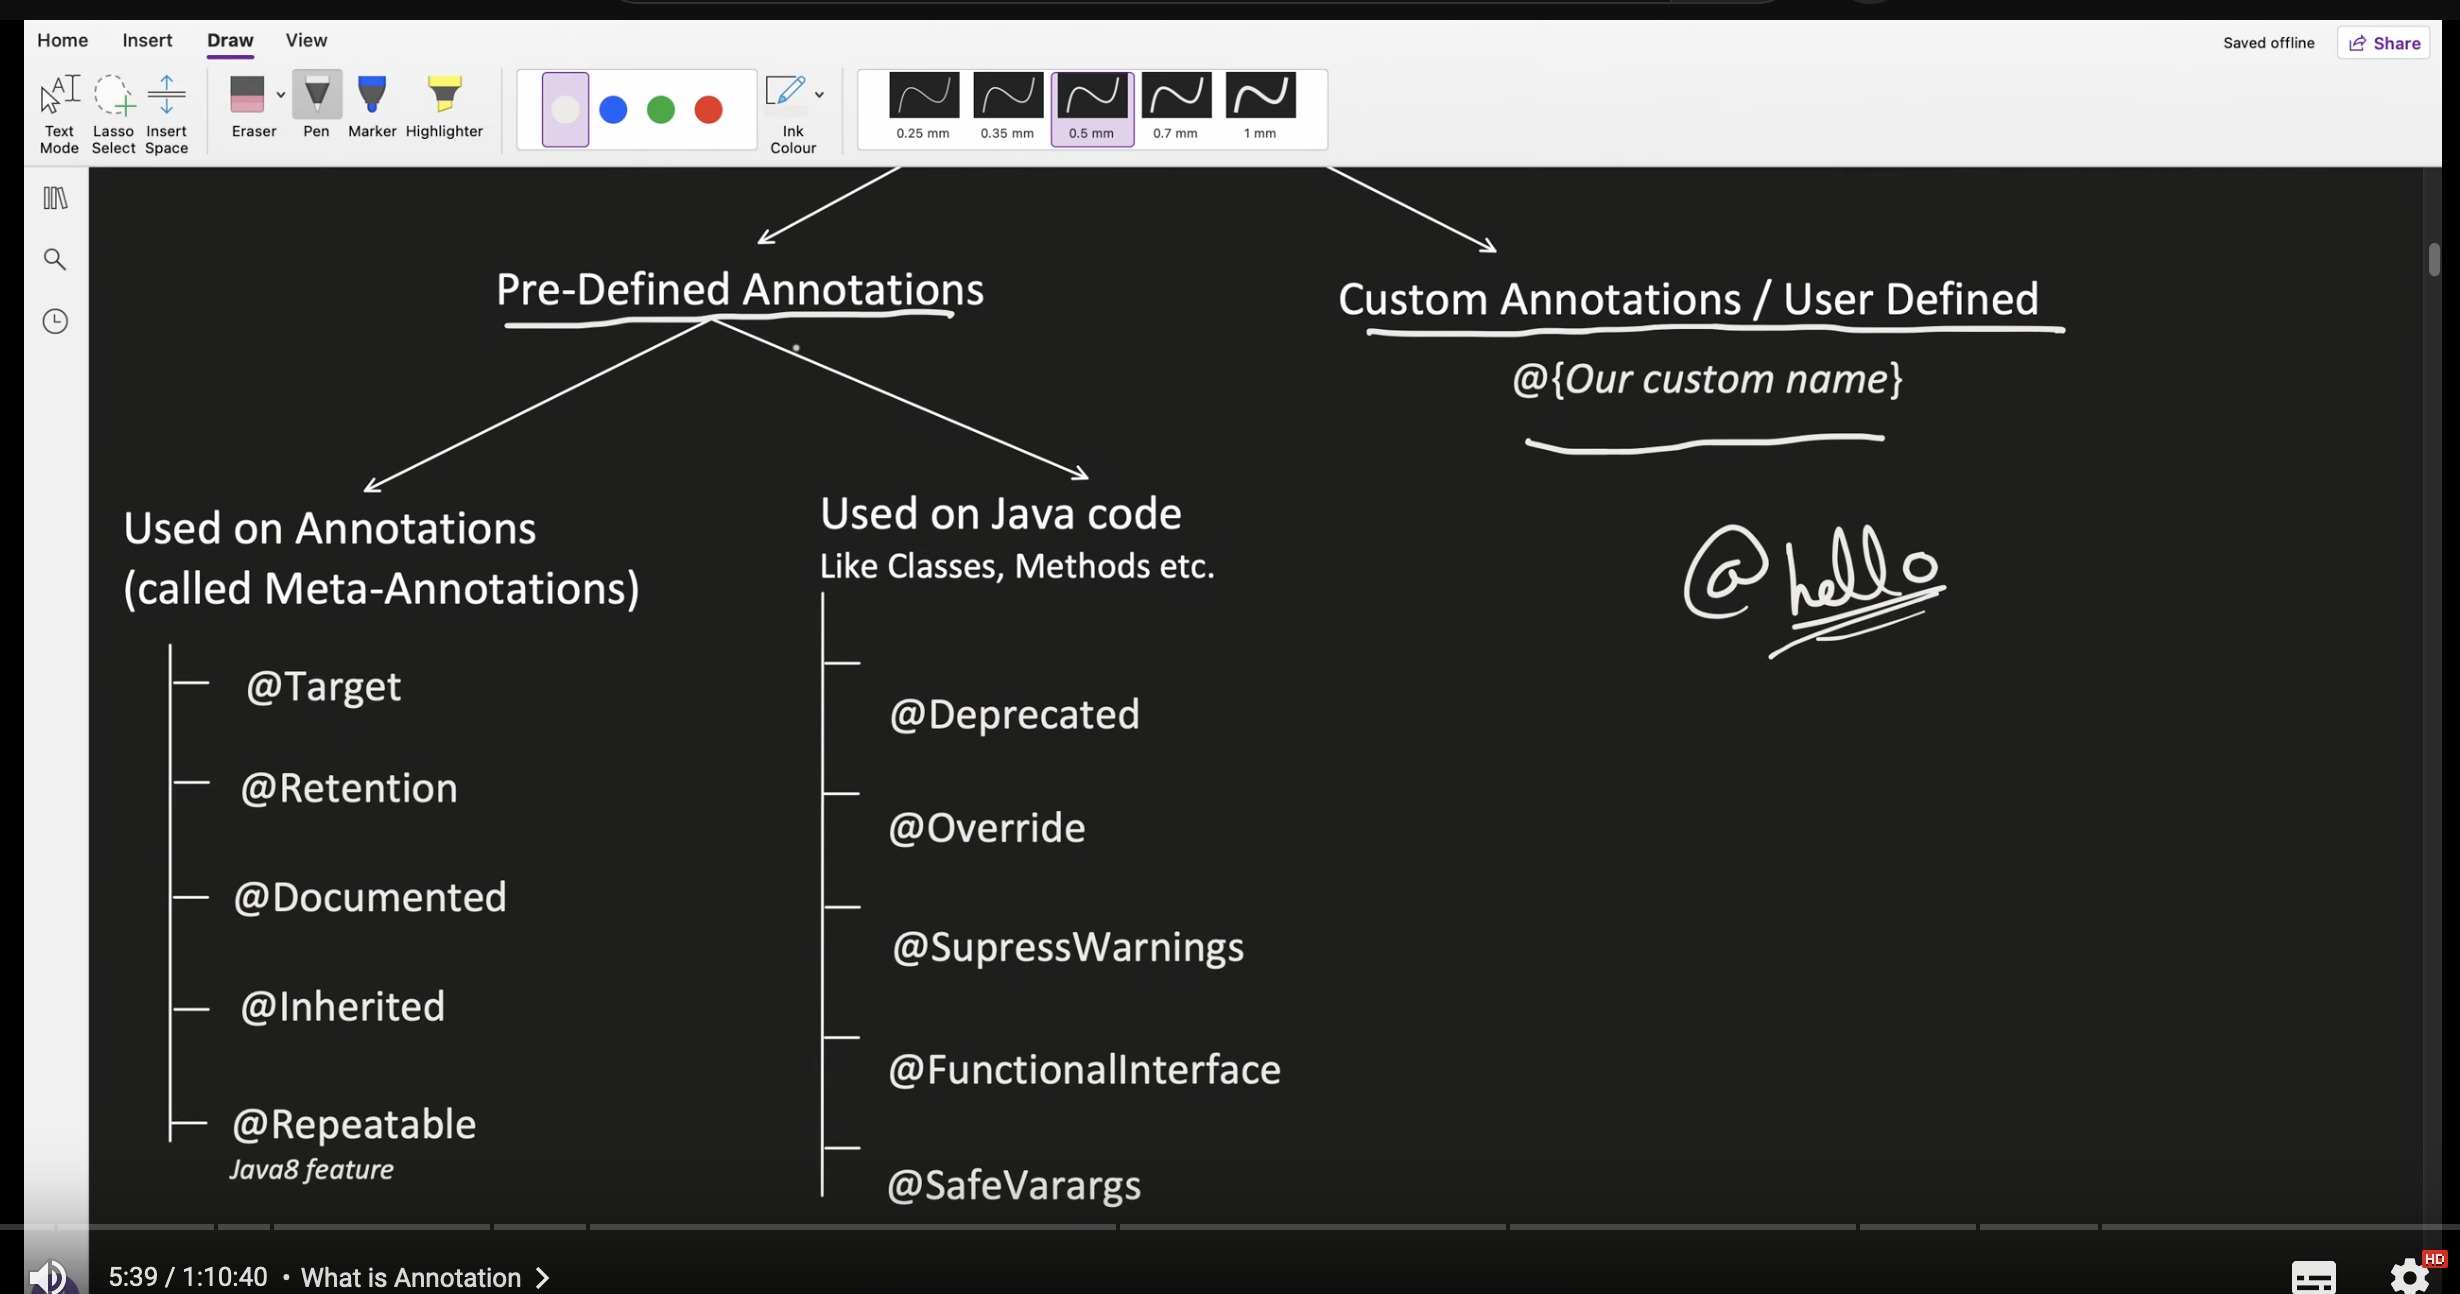 Home Insert Draw View
Saved offline Share
Text Mode
Lasso Select
Insert Space
Eraser
Pen
Marker
Highlighter
Ink Colour
0.25 mm
0.35 mm
0.5 mm
0.7 mm
1 mm
Pre-Defined Annotations
Custom Annotations / User Defined
@{Our custom name}
@hello
Used on Annotations
(called Meta-Annotations)
@Target
@Retention
@Documented
@Inherited
@Repeatable
Java8 feature
Used on Java code
Like Classes, Methods etc.
@Deprecated
@Override
@SupressWarnings
@FunctionalInterface
@SafeVarargs
5:39 / 1:10:40 • What is Annotation
HD